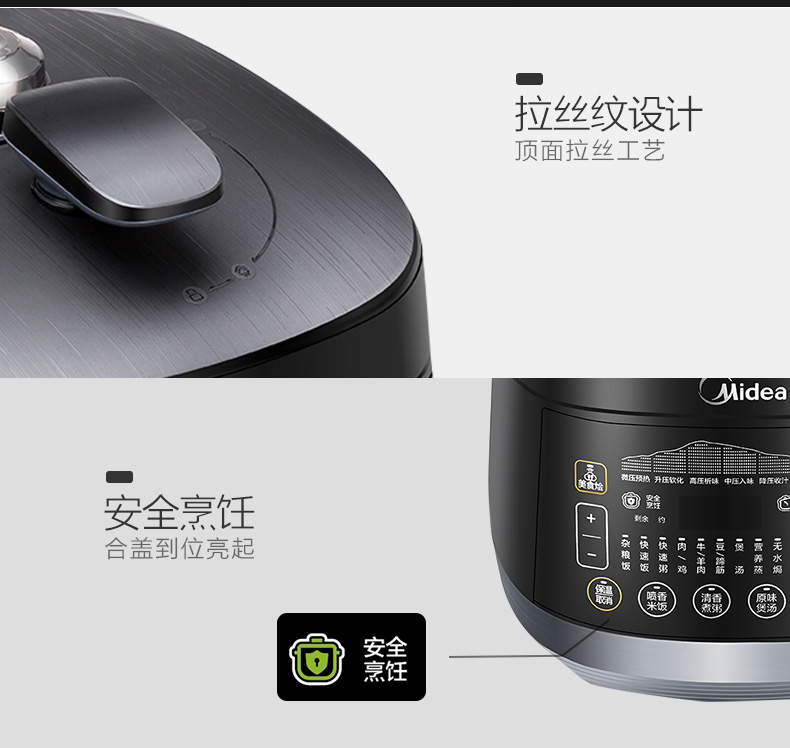 拉丝纹设计
顶面拉丝工艺
Midea
安全烹饪
合盖到位亮起
美食烩
微压预热 升压软化 高压析味 中压入味 降压收汁
安全
烹饪
剩余 约
+
-
杂粮饭
快速饭
快速粥
肉/鸡
牛/羊肉
豆/蹄筋
煲汤
营养蒸
无水焗
保温
取消
喷香
米饭
清香
煮粥
原味
煲汤
安全
烹饪